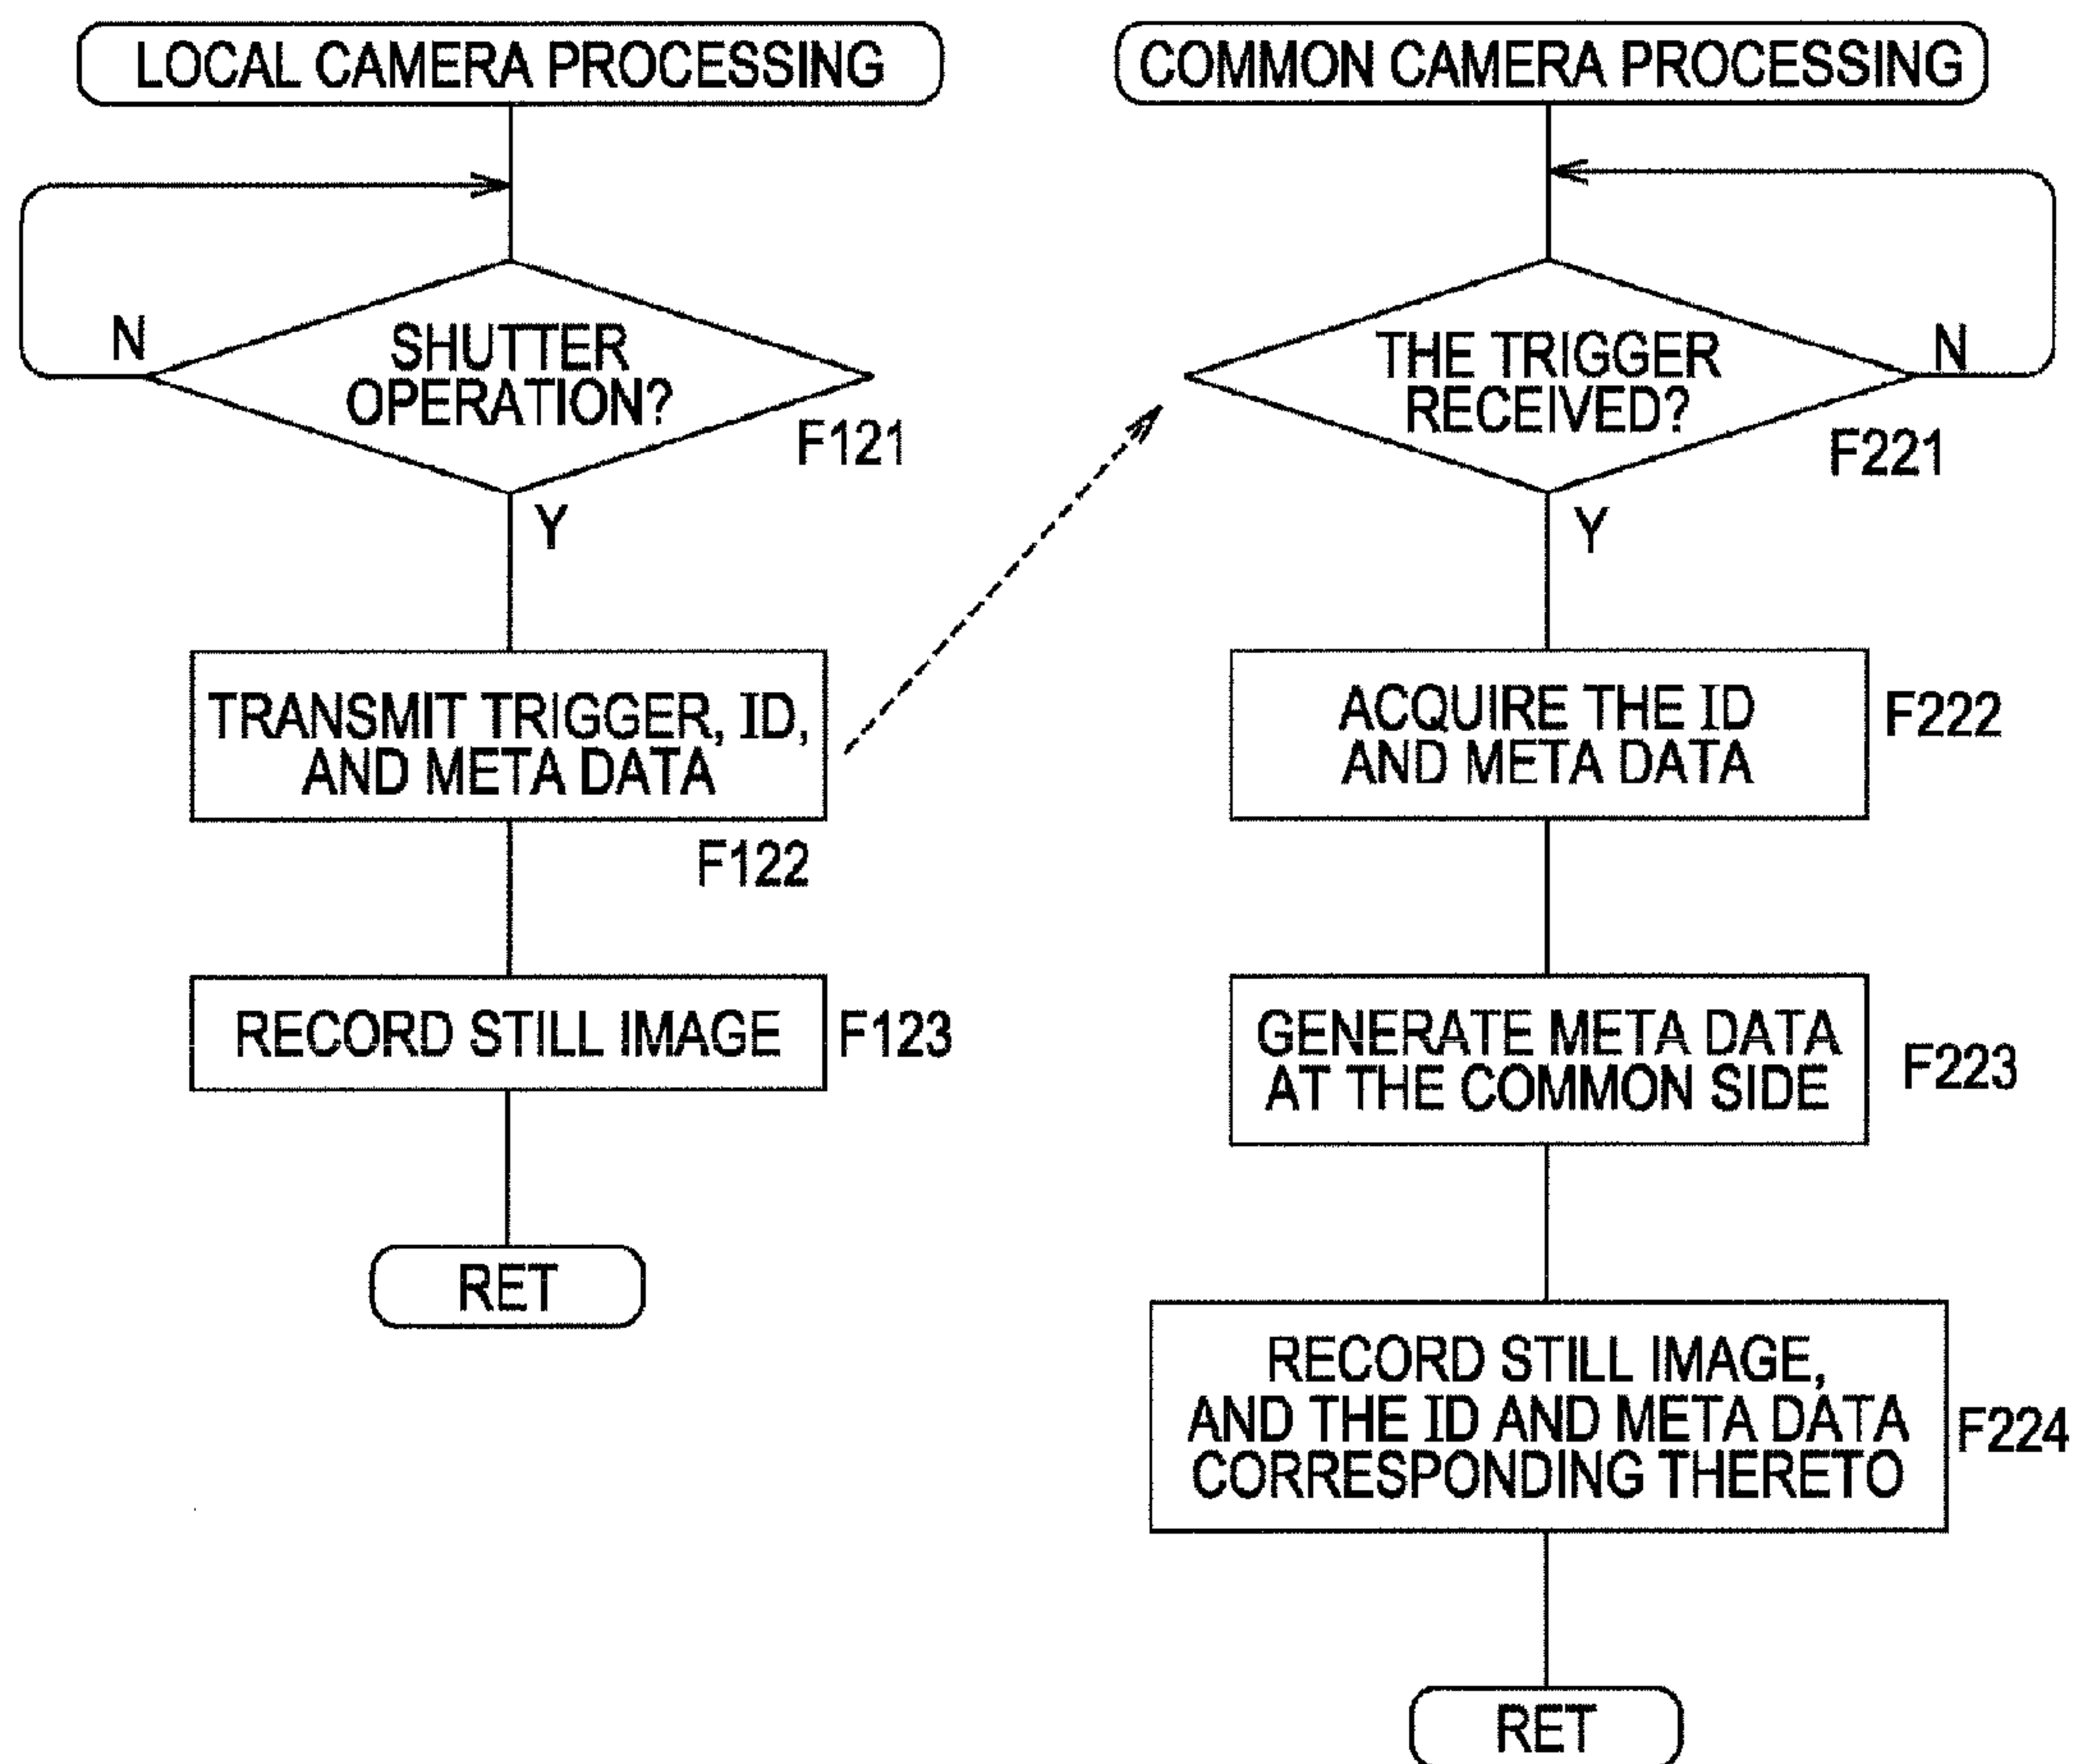 LOCAL CAMERA PROCESSING
N
SHUTTER
OPERATION?
F121
Y
TRANSMIT TRIGGER, ID,
AND META DATA
F122
RECORD STILL IMAGE
F123
RET
COMMON CAMERA PROCESSING
THE TRIGGER
RECEIVED?
N
F221
Y
ACQUIRE THE ID
AND META DATA
F222
GENERATE META DATA
AT THE COMMON SIDE
F223
RECORD STILL IMAGE,
AND THE ID AND META DATA
CORRESPONDING THERETO
F224
RET